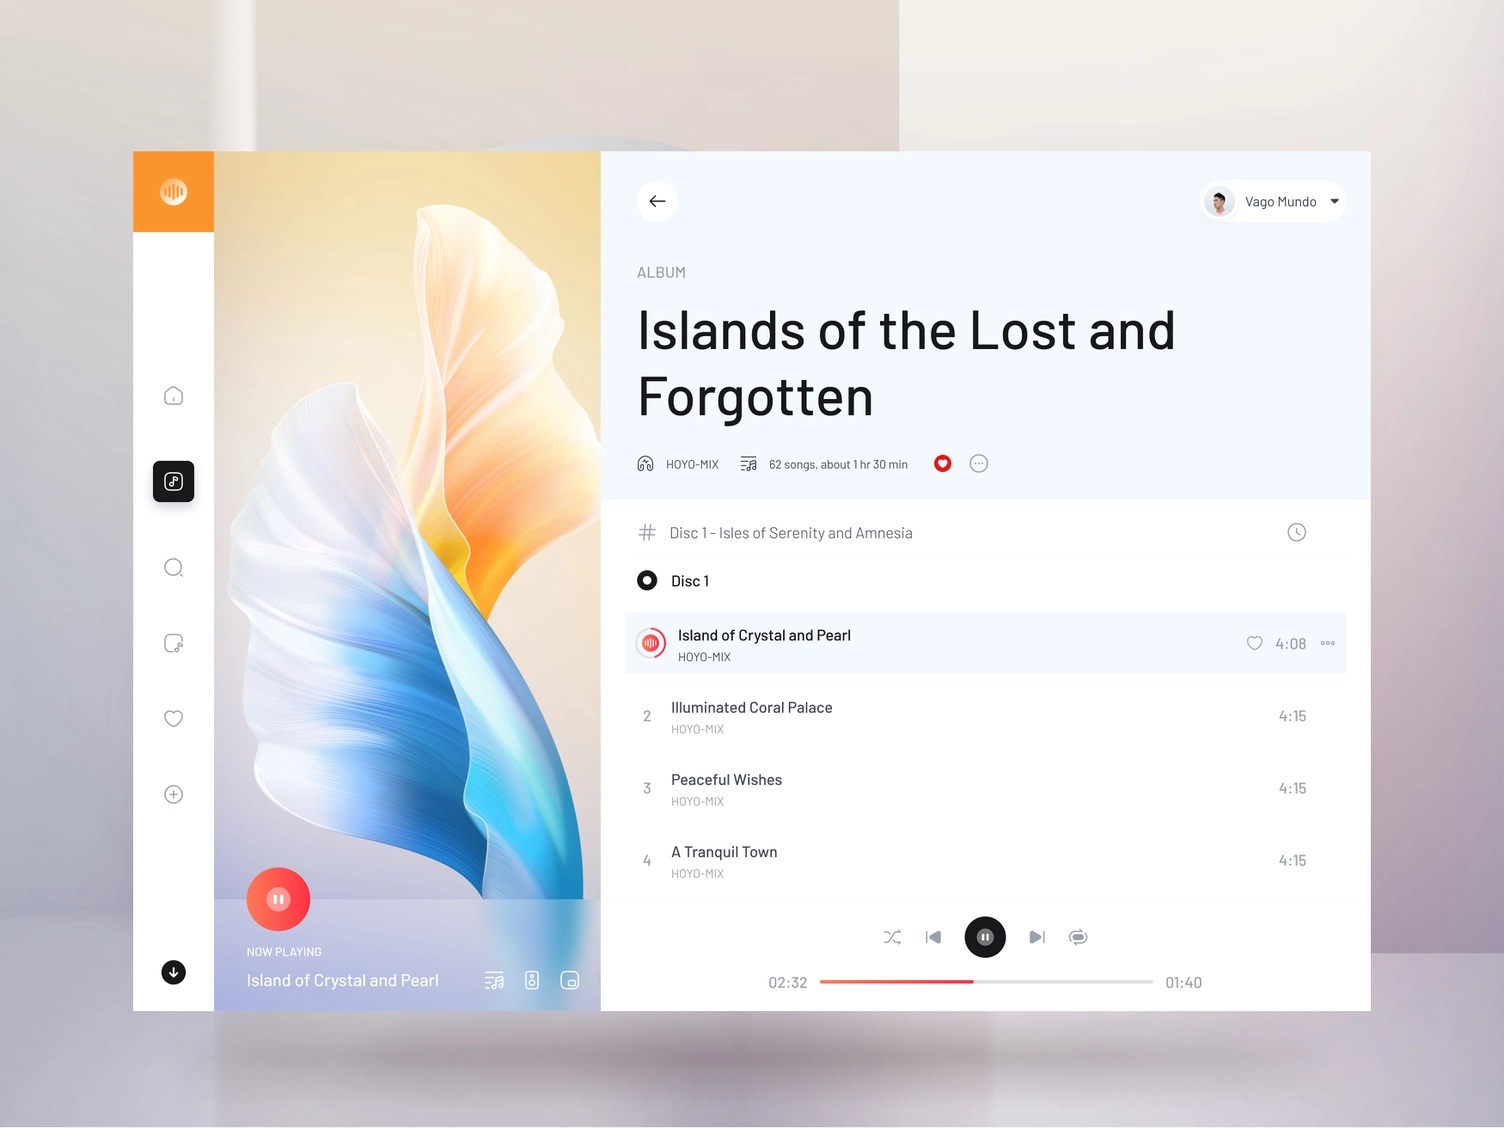 Vago Mundo
ALBUM
Islands of the Lost and
Forgotten
HOYO-MIX 62 songs, about 1 hr 30 min
# Disc 1 - Isles of Serenity and Amnesia
Disc 1
Island of Crystal and Pearl
HOYO-MIX
4:08
2 Illuminated Coral Palace
HOYO-MIX
4:15
3 Peaceful Wishes
HOYO-MIX
4:15
4 A Tranquil Town
HOYO-MIX
4:15
NOW PLAYING
Island of Crystal and Pearl
02:32 01:40